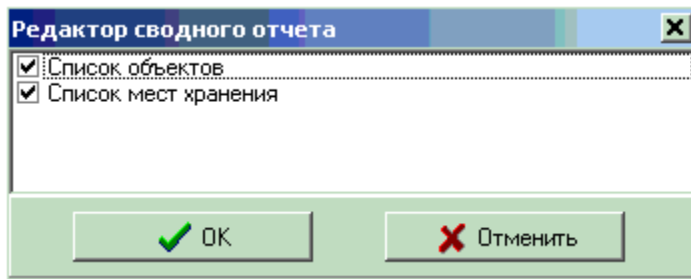 Редактор сводного отчета
Список объектов
Список мест хранения
OK
Отменить